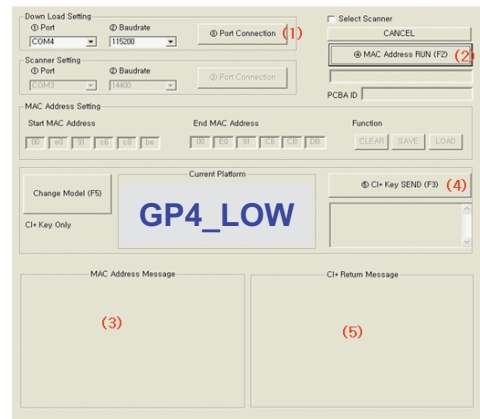 Down Load Setting
① Port
② Baudrate
COM4
115200
③ Port Connection
(1)
Select Scanner
CANCEL
④ MAC Address RUN (F2)
(2)
PCBA ID
Scanner Setting
① Port
② Baudrate
COM3
14400
③ Port Connection
MAC Address Setting
Start MAC Address
End MAC Address
Function
00 e0 91 c6 c8 be
00 E0 91 C6 CB DB
CLEAR SAVE LOAD
Change Model (F5)
CI+ Key Only
Current Platform
GP4_LOW
⑤ CI+ Key SEND (F3)
(4)
MAC Address Message
(3)
CI+ Return Message
(5)